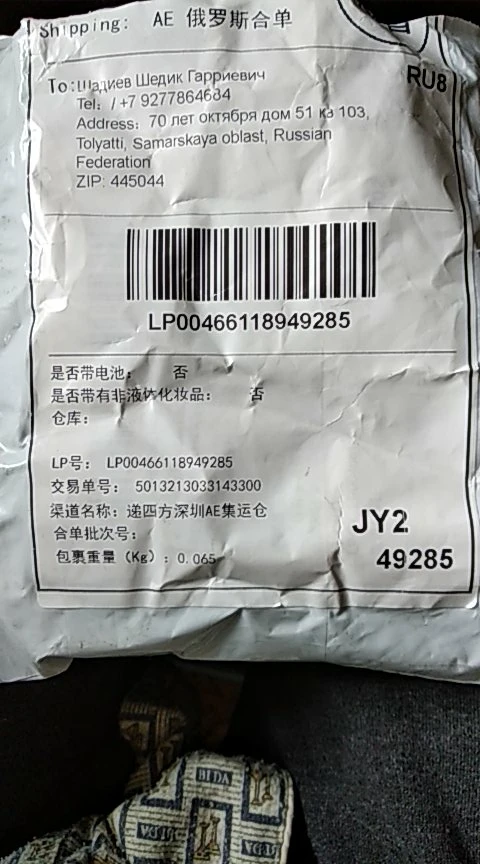 Shipping: AE 俄罗斯合单
RU8
To: Шадиев Шедик Гарриевич
Tel: / +7 9277864684
Address: 70 лет октября дом 51 кв 103,
Tolyatti, Samarskaya oblast, Russian
Federation
ZIP: 445044
LP00466118949285
是否带电池: 否
是否带有非液体化妆品: 否
仓库:
LP号: LP00466118949285
交易单号: 5013213033143300
渠道名称: 递四方深圳AE集运仓
合单批次号:
包裹重量 (Kg) : 0.065
JY2
49285